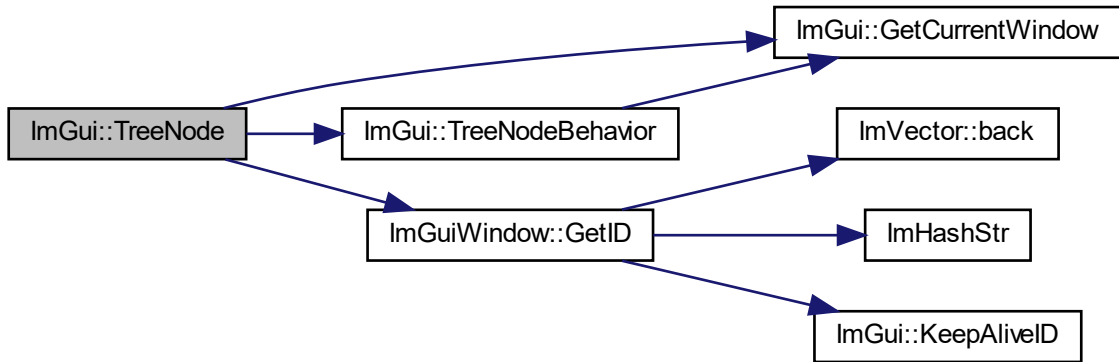 ImGui::TreeNode
ImGui::GetCurrentWindow
ImGui::TreeNodeBehavior
ImVector::back
ImGuiWindow::GetID
ImHashStr
ImGui::KeepAliveID